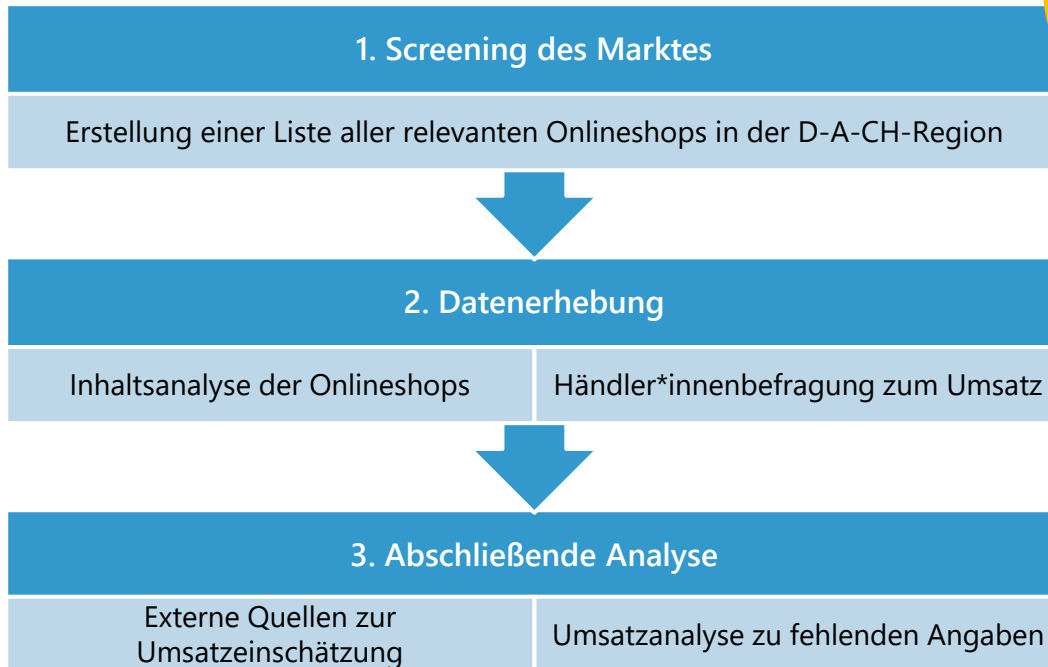 1. Screening des Marktes
Erstellung einer Liste aller relevanten Onlineshops in der D-A-CH-Region
2. Datenerhebung
Inhaltsanalyse der Onlineshops
Händler*innenbefragung zum Umsatz
3. Abschließende Analyse
Externe Quellen zur
Umsatzeinschätzung
Umsatzanalyse zu fehlenden Angaben